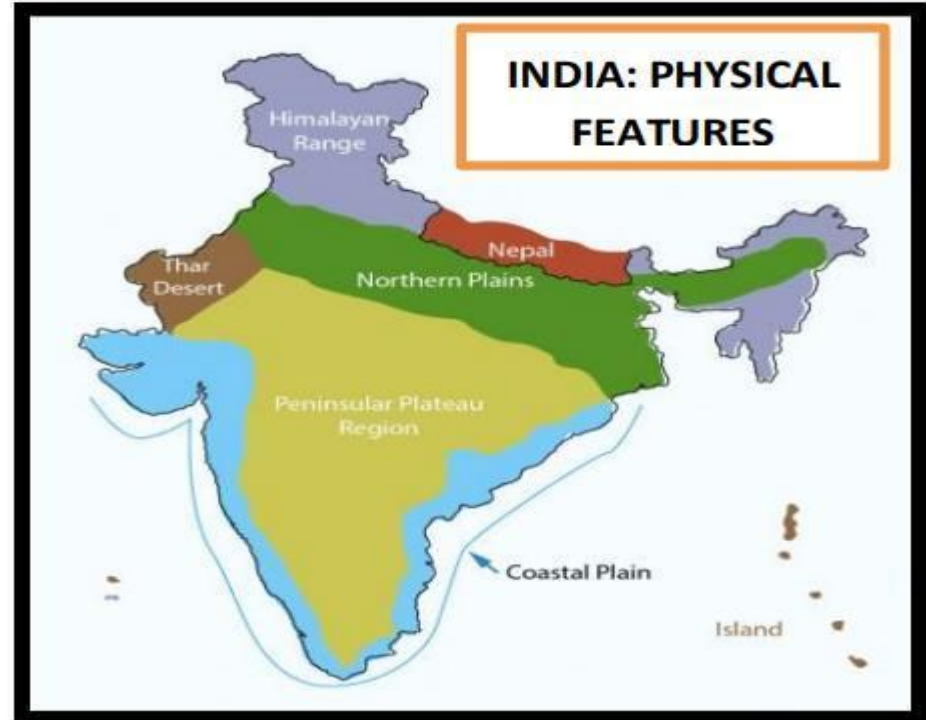 INDIA: PHYSICAL
FEATURES
Himalayan
Range
Nepal
Thar
Desert
Northern Plains
Peninsular Plateau
Region
Coastal Plain
Island